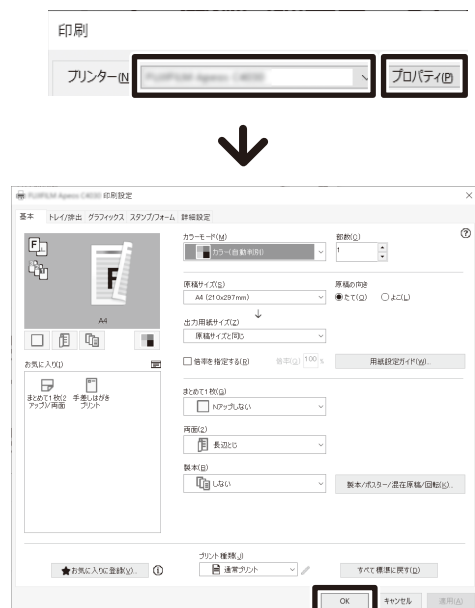 印刷
プリンター(N
プロパティ(P)
印刷設定
基本 トレイ/排出 グラフィックス スタンプ/フォーム 詳細設定
カラーモード(M)
カラー(自動判別)
部数(C)
1
原稿サイズ(S)
A4 (210x297mm)
原稿の向き
たて(O) よこ(L)
出力用紙サイズ(Z)
原稿サイズと同じ
倍率を指定する(R) 倍率(G) 100 %
用紙設定ガイド(W)...
A4
お気に入り(I)
まとめて1枚(2アップ)/両面
手差しはがきプリント
まとめて1枚(G)
Nアップしない
両面(2)
長辺とじ
製本(B)
しない
製本/ポスター/混在原稿/回転(K)...
★お気に入りに登録(V)...
プリント種類(J)
通常プリント
すべて標準に戻す(D)
OK キャンセル 適用(A)